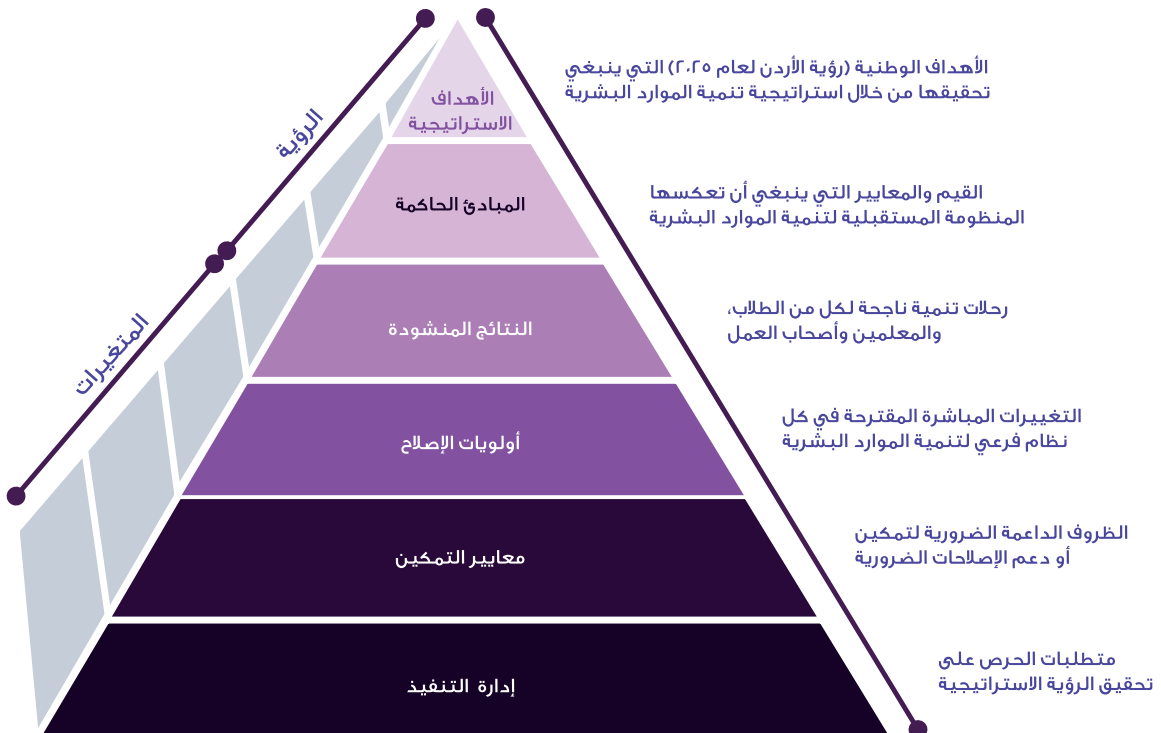 الأهداف الوطنية (رؤية الأردن لعام ٢٠٢٥) التي ينبغي
تحقيقها من خلال استراتيجية تنمية الموارد البشرية
الأهداف
الاستراتيجية
الرؤية
القيم والمعايير التي ينبغي أن تعكسها
المنظومة المستقبلية لتنمية الموارد البشرية
المبادئ الحاكمة
رحلات تنمية ناجحة لكل من الطلاب،
والمعلمين وأصحاب العمل
النتائج المنشودة
المتغيرات
التغييرات المباشرة المقترحة في كل
نظام فرعي لتنمية الموارد البشرية
أولويات الإصلاح
الظروف الداعمة الضرورية لتمكين
أو دعم الإصلاحات الضرورية
معايير التمكين
متطلبات الحرص على
تحقيق الرؤية الاستراتيجية
إدارة التنفيذ